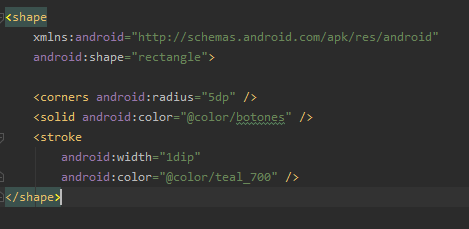 <shape
xmlns:android="http://schemas.android.com/apk/res/android"
android:shape="rectangle">
<corners android:radius="5dp" />
<solid android:color="@color/botones" />
<stroke
android:width="1dip"
android:color="@color/teal_700" />
</shape>